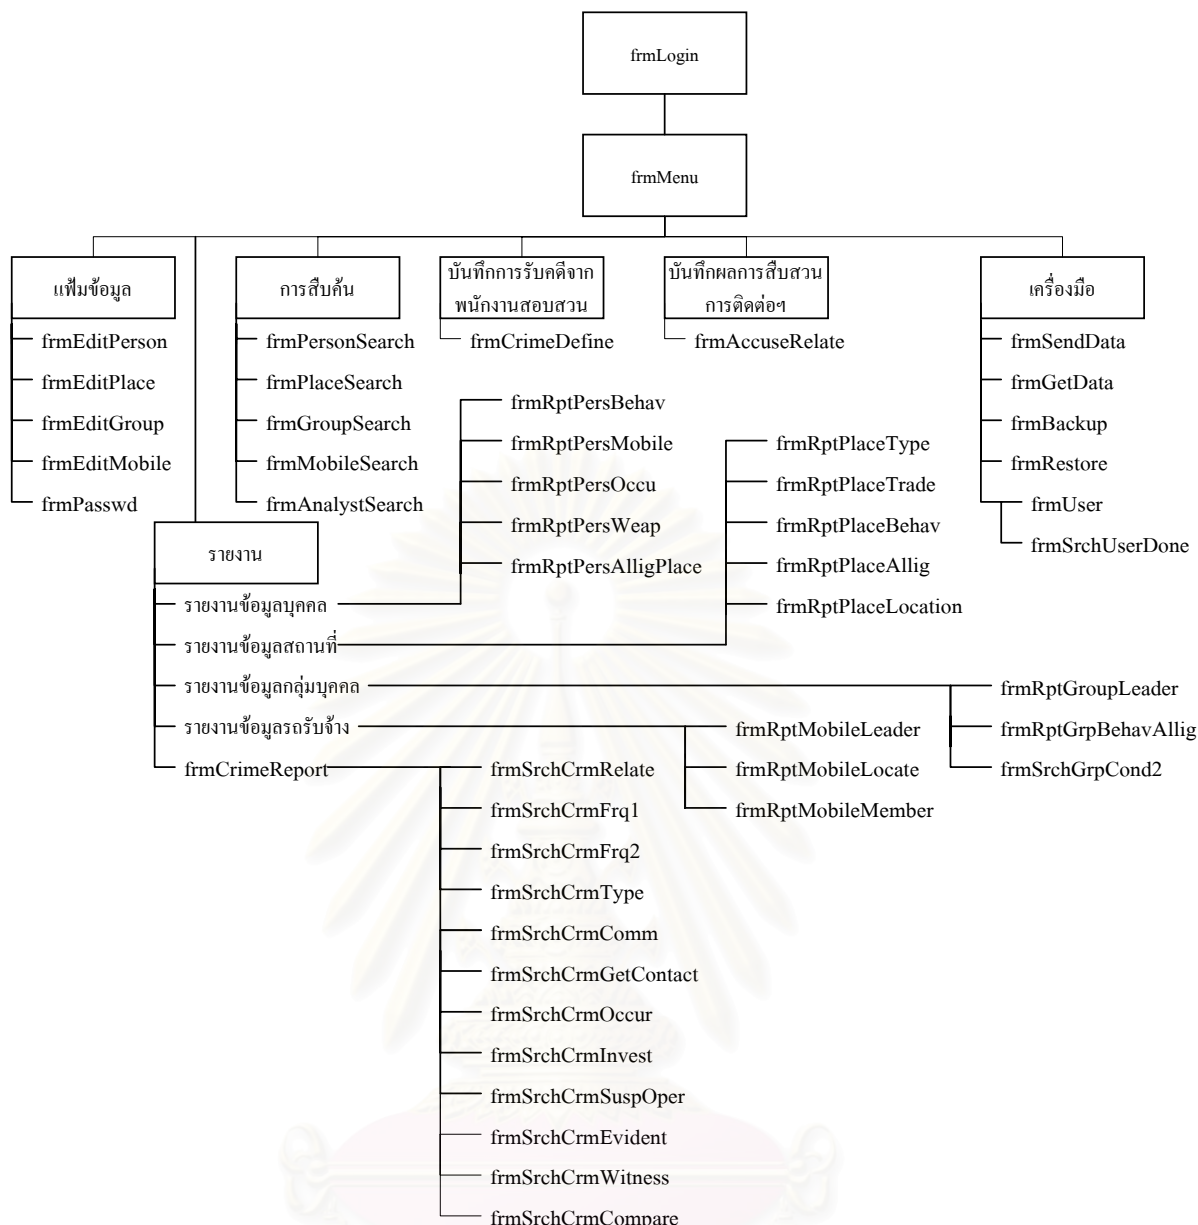 frmLogin
frmMenu
แฟ้มข้อมูล
frmEditPerson
frmEditPlace
frmEditGroup
frmEditMobile
frmPasswd
การสืบค้น
frmPersonSearch
frmPlaceSearch
frmGroupSearch
frmMobileSearch
frmAnalystSearch
บันทึกการรับคดีจาก
พนักงานสอบสวน
frmCrimeDefine
บันทึกผลการสืบสวน
การติดต่อฯ
frmAccuseRelate
เครื่องมือ
frmSendData
frmGetData
frmBackup
frmRestore
frmUser
frmSrchUserDone
รายงาน
รายงานข้อมูลบุคคล
frmRptPersBehav
frmRptPersMobile
frmRptPersOccu
frmRptPersWeap
frmRptPersAlligPlace
รายงานข้อมูลสถานที่
frmRptPlaceType
frmRptPlaceTrade
frmRptPlaceBehav
frmRptPlaceAllig
frmRptPlaceLocation
รายงานข้อมูลกลุ่มบุคคล
frmRptGroupLeader
frmRptGrpBehavAllig
frmSrchGrpCond2
รายงานข้อมูลรถรับจ้าง
frmRptMobileLeader
frmRptMobileLocate
frmRptMobileMember
frmCrimeReport
frmSrchCrmRelate
frmSrchCrmFrq1
frmSrchCrmFrq2
frmSrchCrmType
frmSrchCrmComm
frmSrchCrmGetContact
frmSrchCrmOccur
frmSrchCrmInvest
frmSrchCrmSuspOper
frmSrchCrmEvident
frmSrchCrmWitness
frmSrchCrmCompare